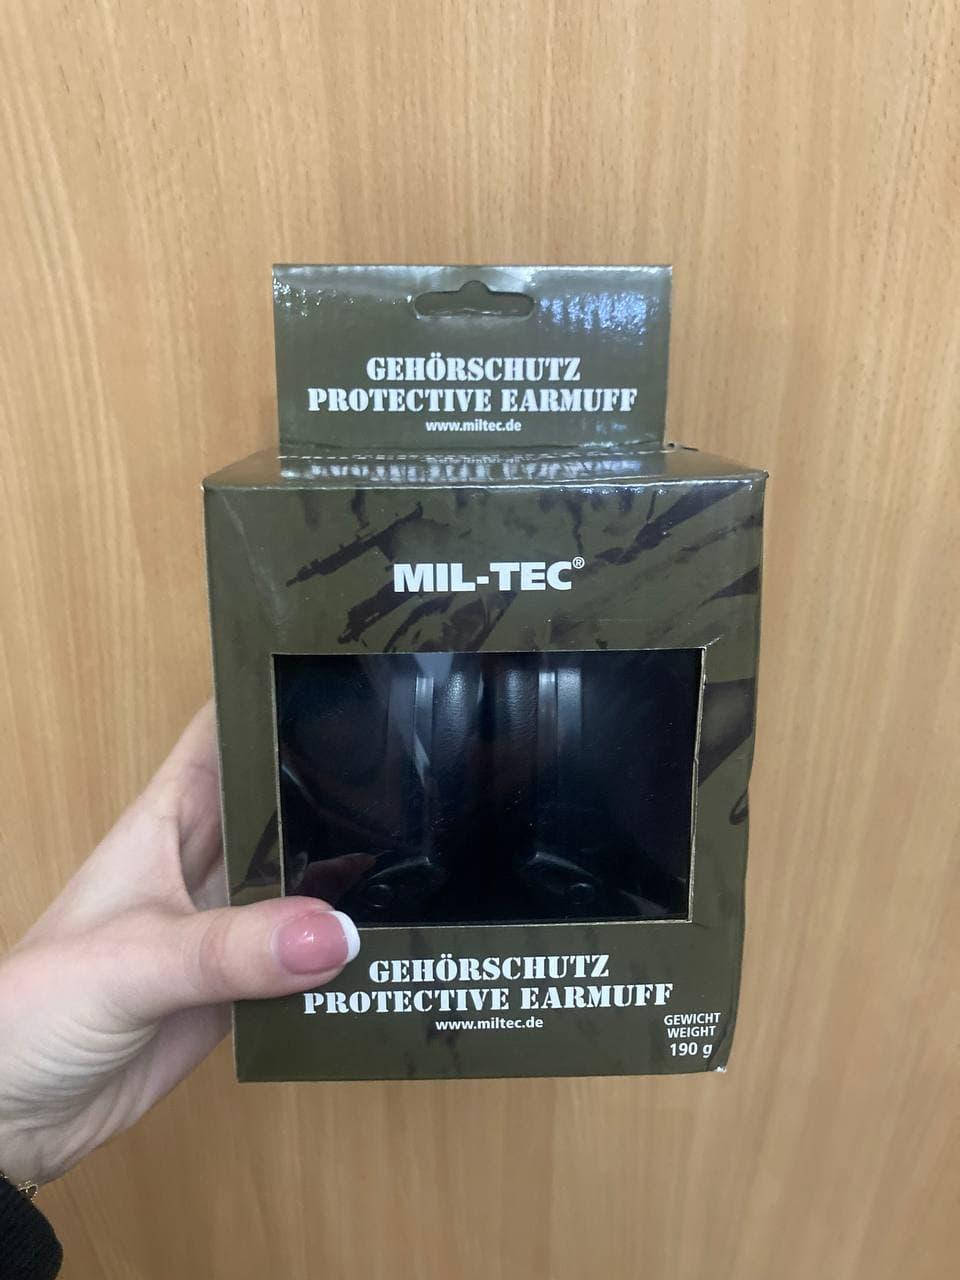 GEHÖRSCHUTZ
PROTECTIVE EARMUFF
www.miltec.de
MIL-TEC®
GEHÖRSCHUTZ
PROTECTIVE EARMUFF
www.miltec.de
GEWICHT
WEIGHT
190 g